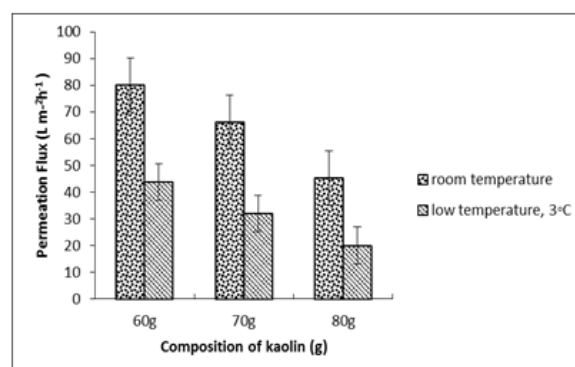 100
90
80
70
60
50
40
30
20
10
0
Permeation Flux (L m-²h⁻¹)
60g
70g
80g
Composition of kaolin (g)
room temperature
low temperature, 3ᵒC